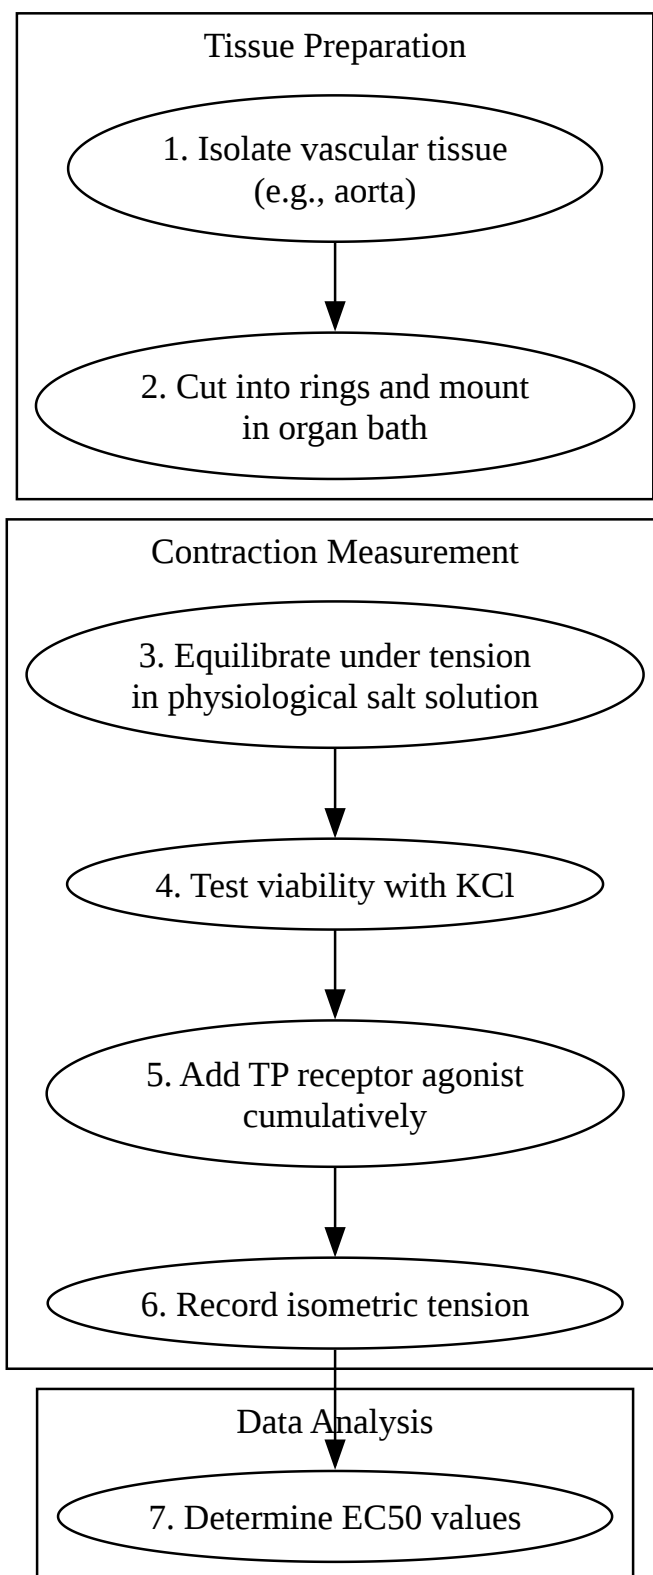 Tissue Preparation
1. Isolate vascular tissue
(e.g., aorta)
2. Cut into rings and mount
in organ bath
Contraction Measurement
3. Equilibrate under tension
in physiological salt solution
4. Test viability with KCl
5. Add TP receptor agonist
cumulatively
6. Record isometric tension
Data Analysis
7. Determine EC50 values